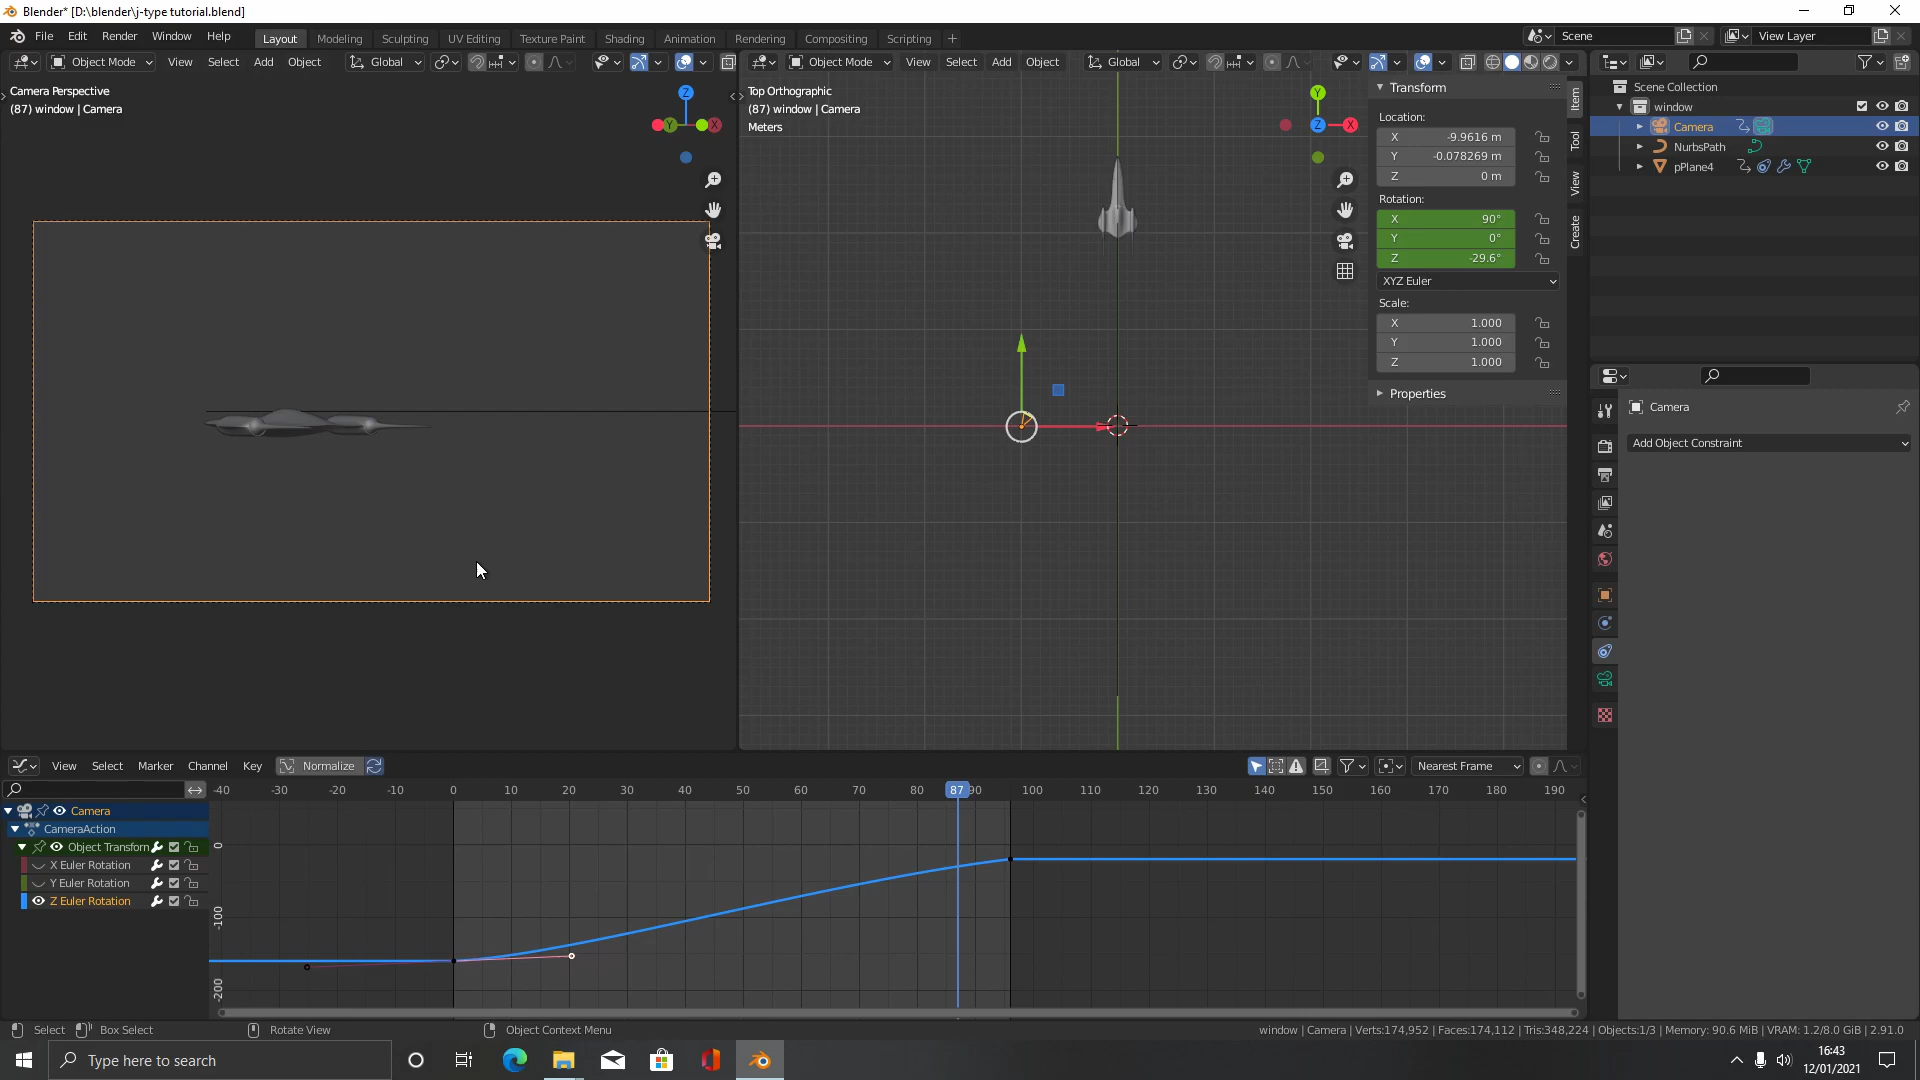 Blender* [D:\blender\j-type tutorial.blend]
File Edit Render Window Help Layout Modeling Sculpting UV Editing Texture Paint Shading Animation Rendering Compositing Scripting + Scene View Layer
Object Mode View Select Add Object Global Object Mode View Select Add Object Global
Camera Perspective
(87) window | Camera
Z
Y
X
Top Orthographic
(87) window | Camera
Meters
Y
Z
X
Transform
Location:
X -9.9616 m
Y -0.078269 m
Z 0 m
Rotation:
X 90°
Y 0°
Z -29.6°
XYZ Euler
Scale:
X 1.000
Y 1.000
Z 1.000
Properties
Item
Tool
View
Create
Scene Collection
window
Camera
NurbsPath
pPlane4
Camera
Add Object Constraint
View Select Marker Channel Key Normalize Nearest Frame
-40 -30 -20 -10 0 10 20 30 40 50 60 70 80 87 90 100 110 120 130 140 150 160 170 180 190
Camera
CameraAction
Object Transforn
X Euler Rotation
Y Euler Rotation
Z Euler Rotation
0
-100
-200
Select Box Select Rotate View Object Context Menu window | Camera | Verts:174,952 | Faces:174,112 | Tris:348,224 | Objects:1/3 | Memory: 90.6 MiB | VRAM: 1.2/8.0 GiB | 2.91.0
Type here to search
16:43
12/01/2021